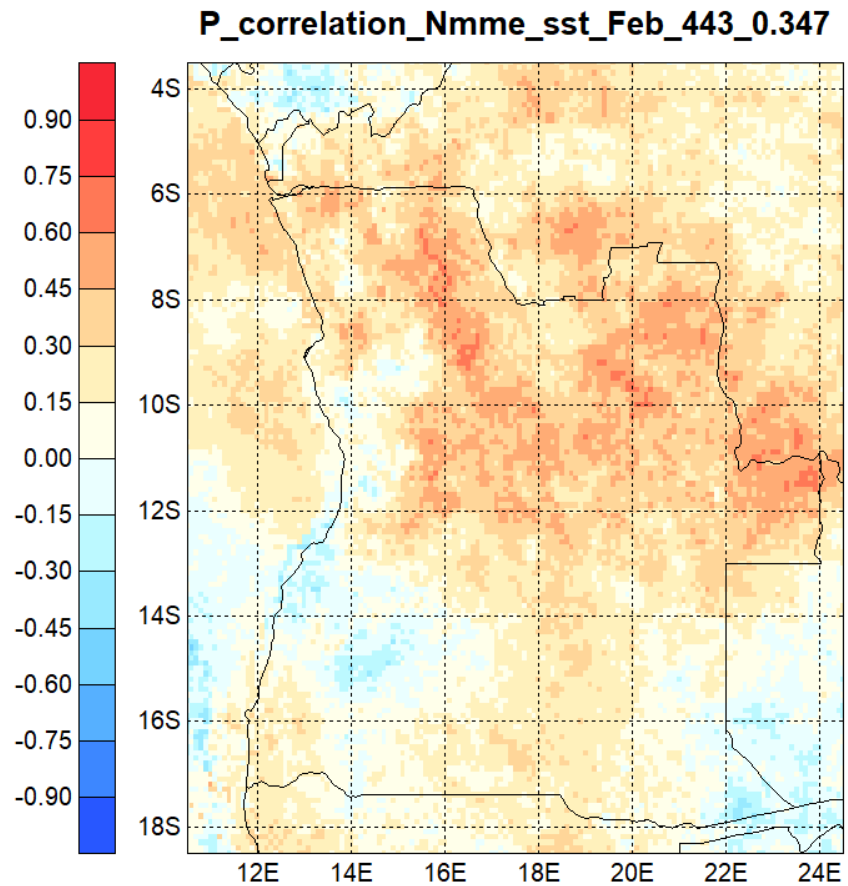 P_correlation_Nmme_sst_Feb_443_0.347
0.90
0.75
0.60
0.45
0.30
0.15
0.00
-0.15
-0.30
-0.45
-0.60
-0.75
-0.90
4S
6S
8S
10S
12S
14S
16S
18S
12E 14E 16E 18E 20E 22E 24E